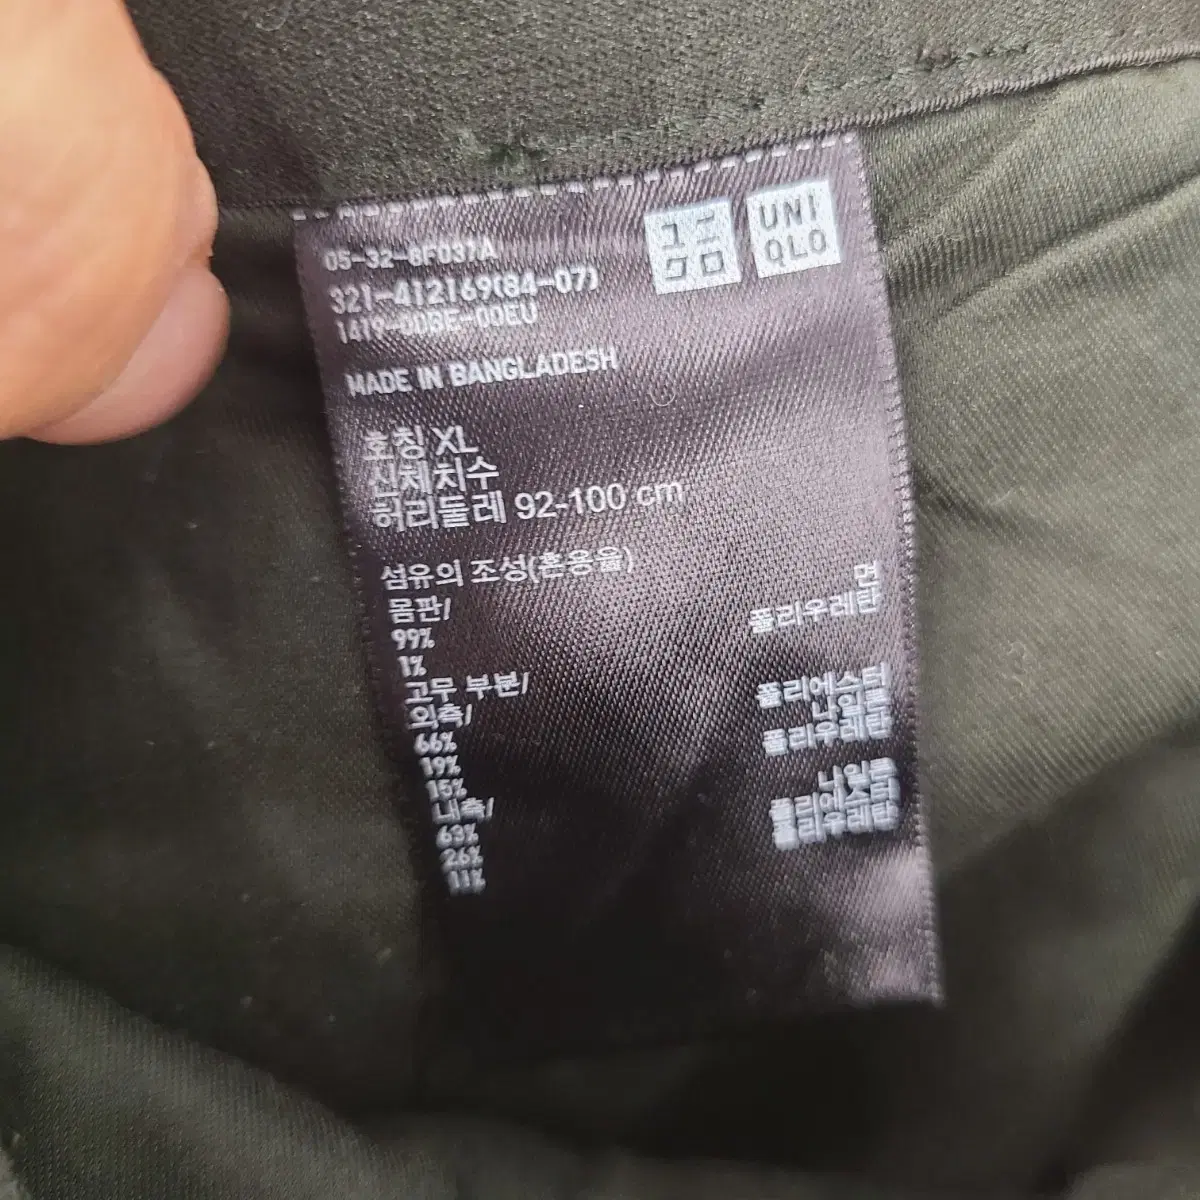 ユニ
クロ
UNI
QLO
05-32-8F037A
321-412169(84-07)
MADE IN BANGLADESH
호칭 XL
신체치수
허리둘레 92-100 cm
섬유의 조성(혼용율)
몸판/
99% 면
1% 폴리우레탄
고무 부분/
외측/
66% 폴리에스터
19% 나일론
15% 폴리우레탄
내측/
63% 나일론
26% 폴리에스터
11% 폴리우레탄